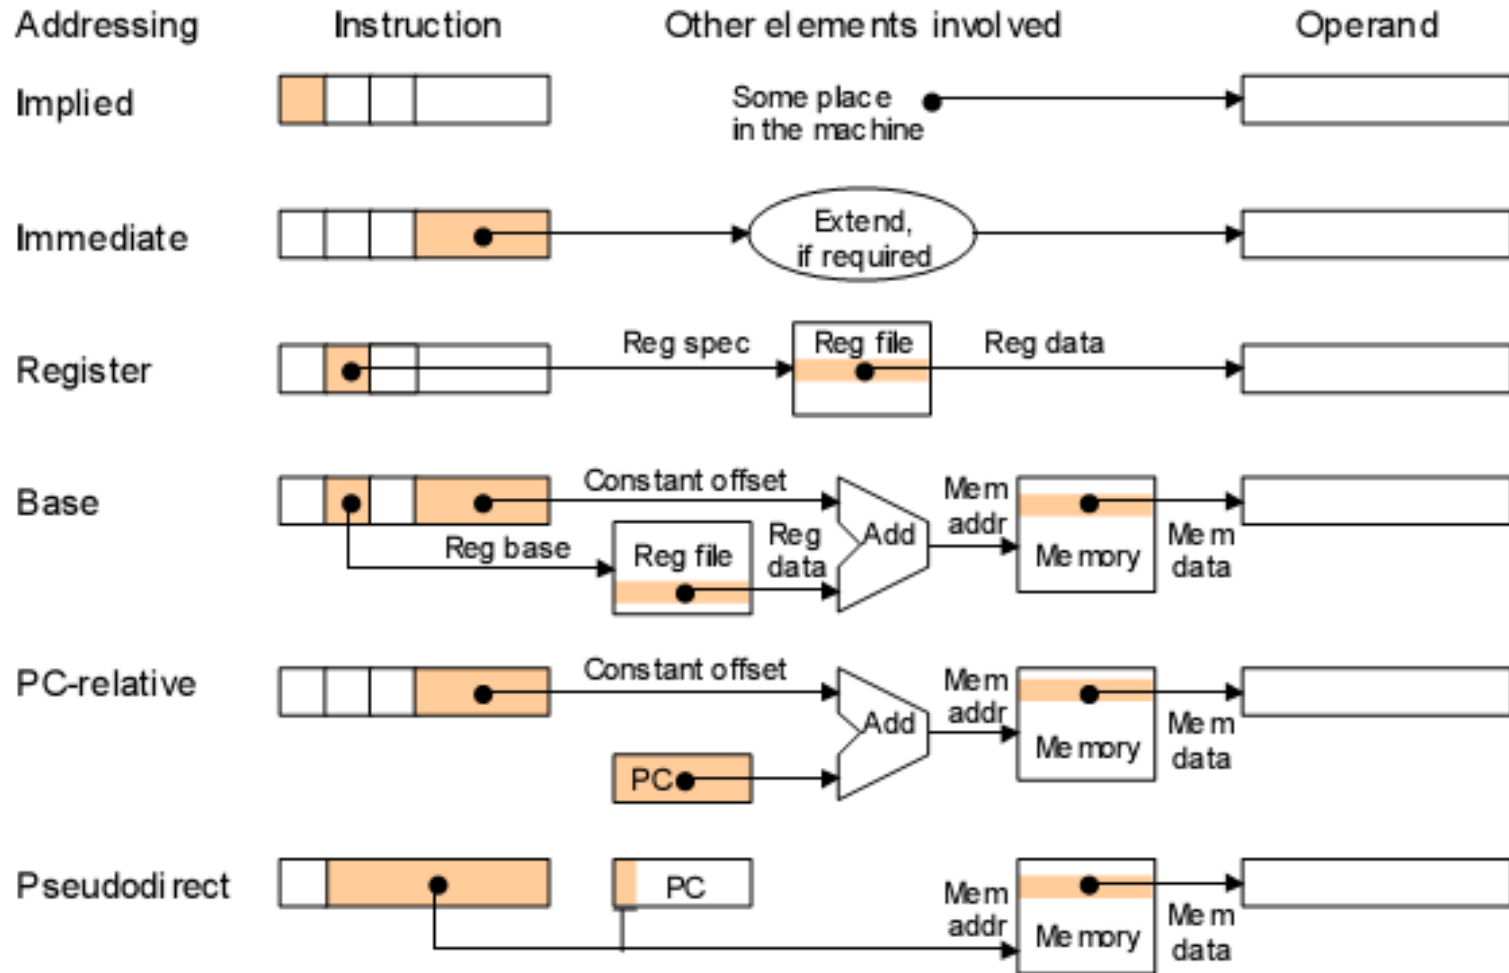 Addressing Instruction Other elements involved Operand
Implied
Some place
in the machine
Immediate
Extend,
if required
Register
Reg spec
Reg file
Reg data
Base
Constant offset
Reg base
Reg file
Reg
data
Add
Mem
addr
Memory
Mem
data
PC-relative
Constant offset
PC
Add
Mem
addr
Memory
Mem
data
Pseudodirect
PC
Mem
addr
Memory
Mem
data